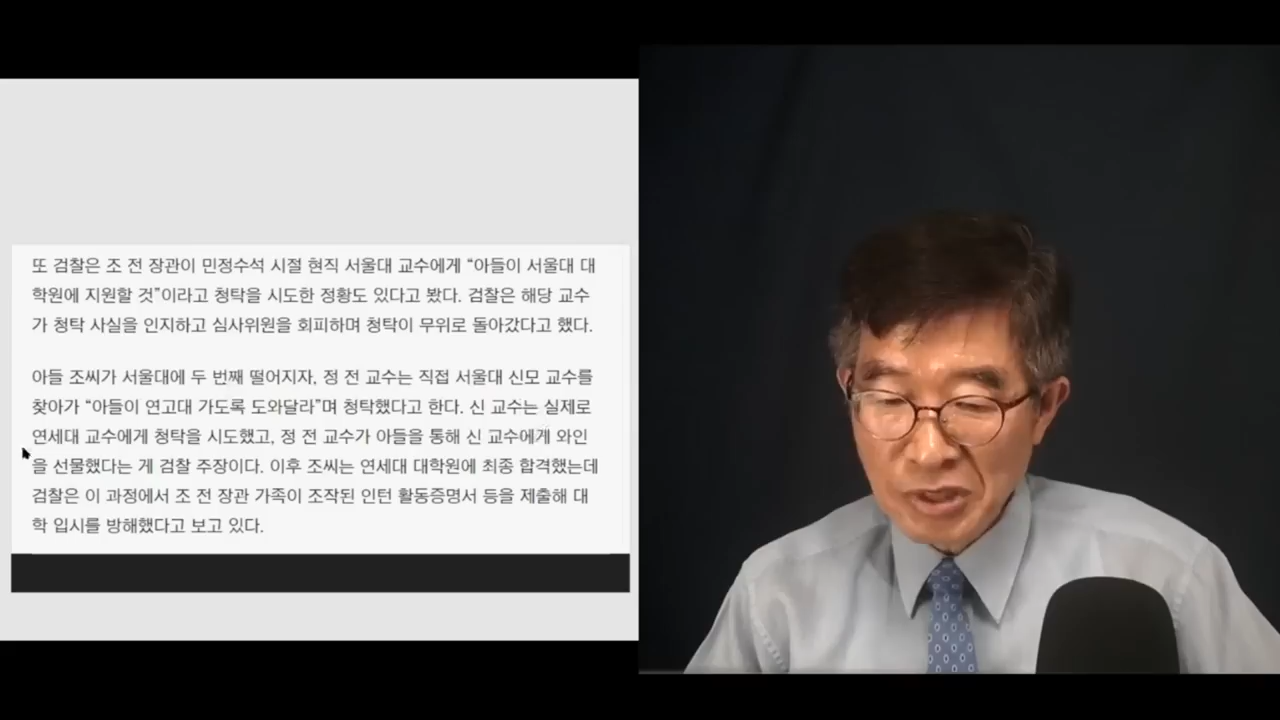 또 검찰은 조 전 장관이 민정수석 시절 현직 서울대 교수에게 “아들이 서울대 대
학원에 지원할 것”이라고 청탁을 시도한 정황도 있다고 봤다. 검찰은 해당 교수
가 청탁 사실을 인지하고 심사위원을 회피하며 청탁이 무위로 돌아갔다고 했다.
아들 조씨가 서울대에 두 번째 떨어지자, 정 전 교수는 직접 서울대 신모 교수를
찾아가 “아들이 연고대 가도록 도와달라”며 청탁했다고 한다. 신 교수는 실제로
연세대 교수에게 청탁을 시도했고, 정 전 교수가 아들을 통해 신 교수에게 와인
을 선물했다는 게 검찰 주장이다. 이후 조씨는 연세대 대학원에 최종 합격했는데
검찰은 이 과정에서 조 전 장관 가족이 조작된 인턴 활동증명서 등을 제출해 대
학 입시를 방해했다고 보고 있다.